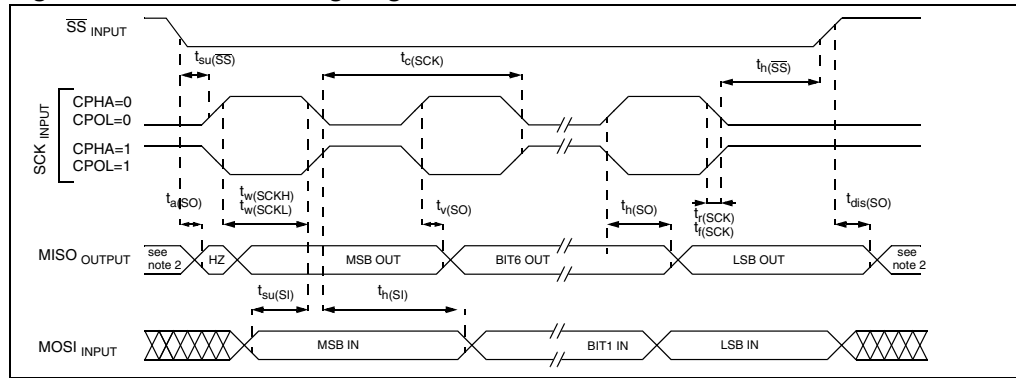 SS INPUT
tsu(SS)
tc(SCK)
th(SS)
SCK INPUT
CPHA=0
CPOL=0
CPHA=1
CPOL=1
ta(SO)
tw(SCKH)
tw(SCKL)
tv(SO)
th(SO)
tr(SCK)
tf(SCK)
tdis(SO)
MISO OUTPUT
see
note 2
HZ
MSB OUT
BIT6 OUT
LSB OUT
see
note 2
tsu(SI)
th(SI)
MOSI INPUT
MSB IN
BIT1 IN
LSB IN